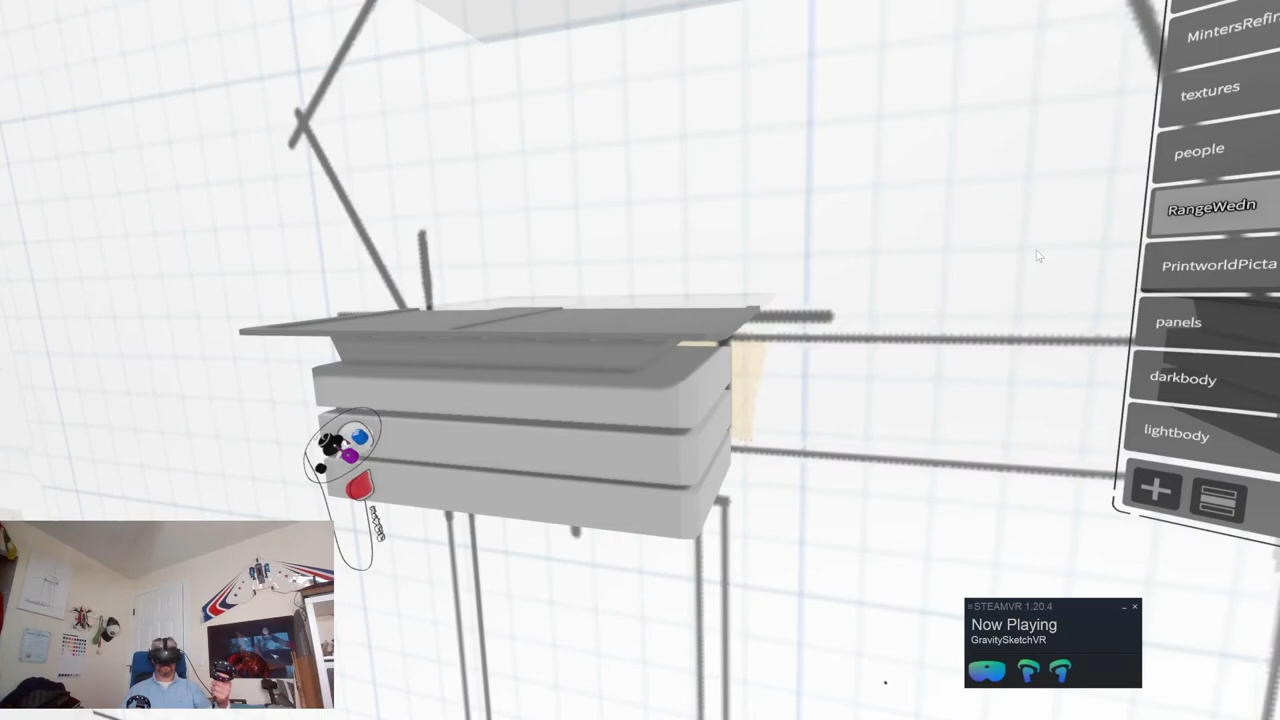 MintersRefin
textures
people
RangeWedn
PrintworldPicta
panels
darkbody
lightbody
STEAMVR 1.20.4
Now Playing
GravitySketchVR